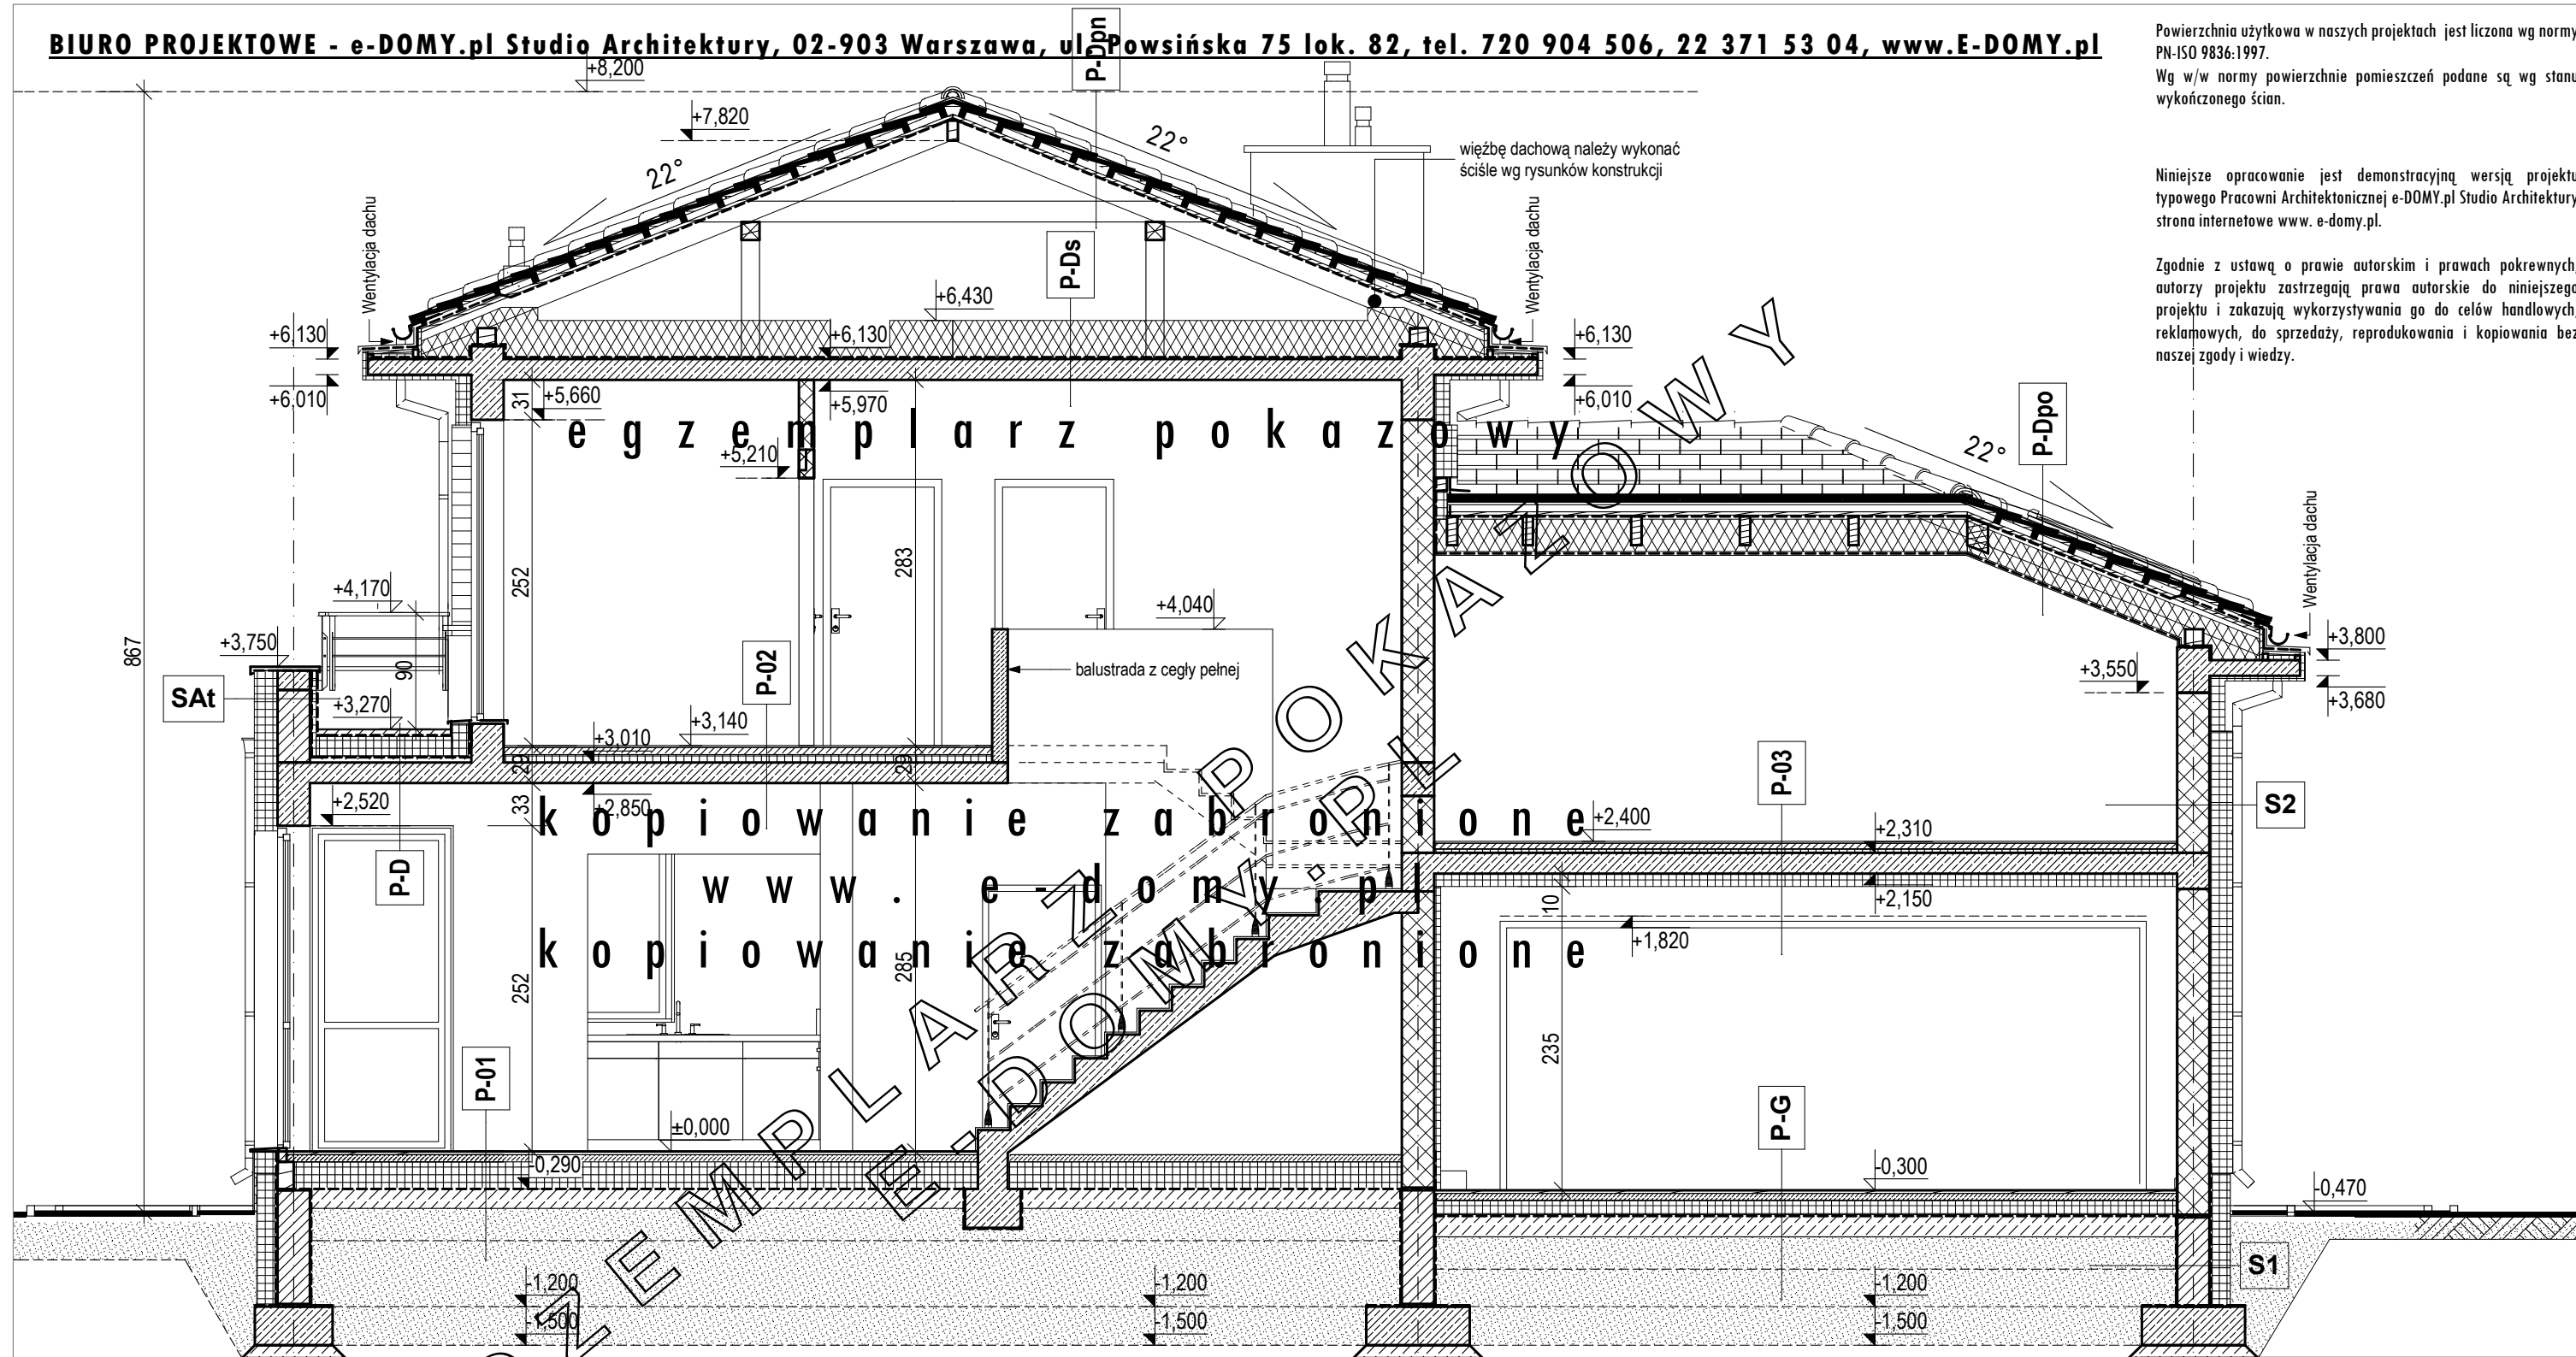 BIURO PROJEKTOWE - e-DOMY.pl Studio Architektury, 02-903 Warszawa, ul. Powsińska 75 lok. 82, tel. 720 904 506, 22 371 53 04, www.E-DOMY.pl
Powierzchnia użytkowa w naszych projektach jest liczona wg normy
PN-ISO 9836:1997.
Wg w/w normy powierzchnie pomieszczeń podane są wg stanu
wykończonego ścian.
Niniejsze opracowanie jest demonstracyjną wersją projektu
typowego Pracowni Architektonicznej e-DOMY.pl Studio Architektury
strona internetowe www. e-domy.pl.
Zgodnie z ustawą o prawie autorskim i prawach pokrewnych,
autorzy projektu zastrzegają prawa autorskie do niniejszego
projektu i zakazują wykorzystywania go do celów handlowych,
reklamowych, do sprzedaży, reprodukowania i kopiowania bez
naszej zgody i wiedzy.
P-Dpn
+8,200
+7,820
22°
22°
więźbę dachową należy wykonać
ściśle wg rysunków konstrukcji
Wentylacja dachu
Wentylacja dachu
P-Ds
+6,430
+6,130
+6,130
+6,130
+6,010
+6,010
31
+5,660
+5,970
egzemplarz pokazowy
+5,210
22°
P-Dpo
Wentylacja dachu
252
283
867
+4,170
+4,040
+3,750
90
SAt
P-02
balustrada z cegły pełnej
+3,800
+3,550
+3,680
+3,270
+3,140
+3,010
29
29
+2,520
33
+2,850
P-03
S2
kopiowanie zabronione
+2,400
+2,310
P-D
www.e-domy.pl
10
+2,150
+1,820
kopiowanie zabronione
252
285
235
P-01
P-G
±0,000
-0,290
-0,300
-0,470
S1
-1,200
-1,200
-1,200
-1,500
-1,500
-1,500
ZEMPLARZ POKAZOWY
E-DOMY.PL